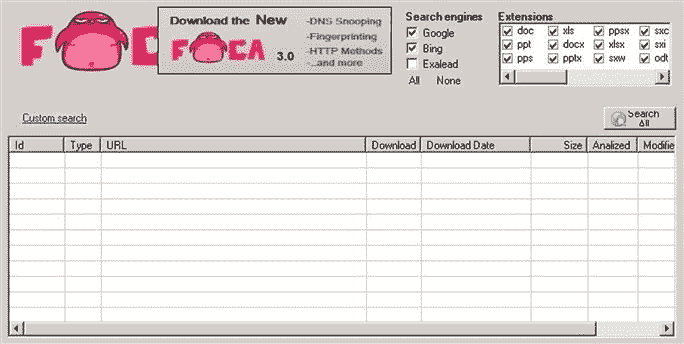 FOC
Download the New
FOCA 3.0
-DNS Snooping
-Fingerprinting
-HTTP Methods
-..and more
Search engines
Google
Bing
Exalead
All None
Extensions
doc xls ppsx sxc
ppt docx xlsx sxi
pps pptx sxw odt
Custom search
Search All
Id Type URL Download Download Date Size Analized Modifie